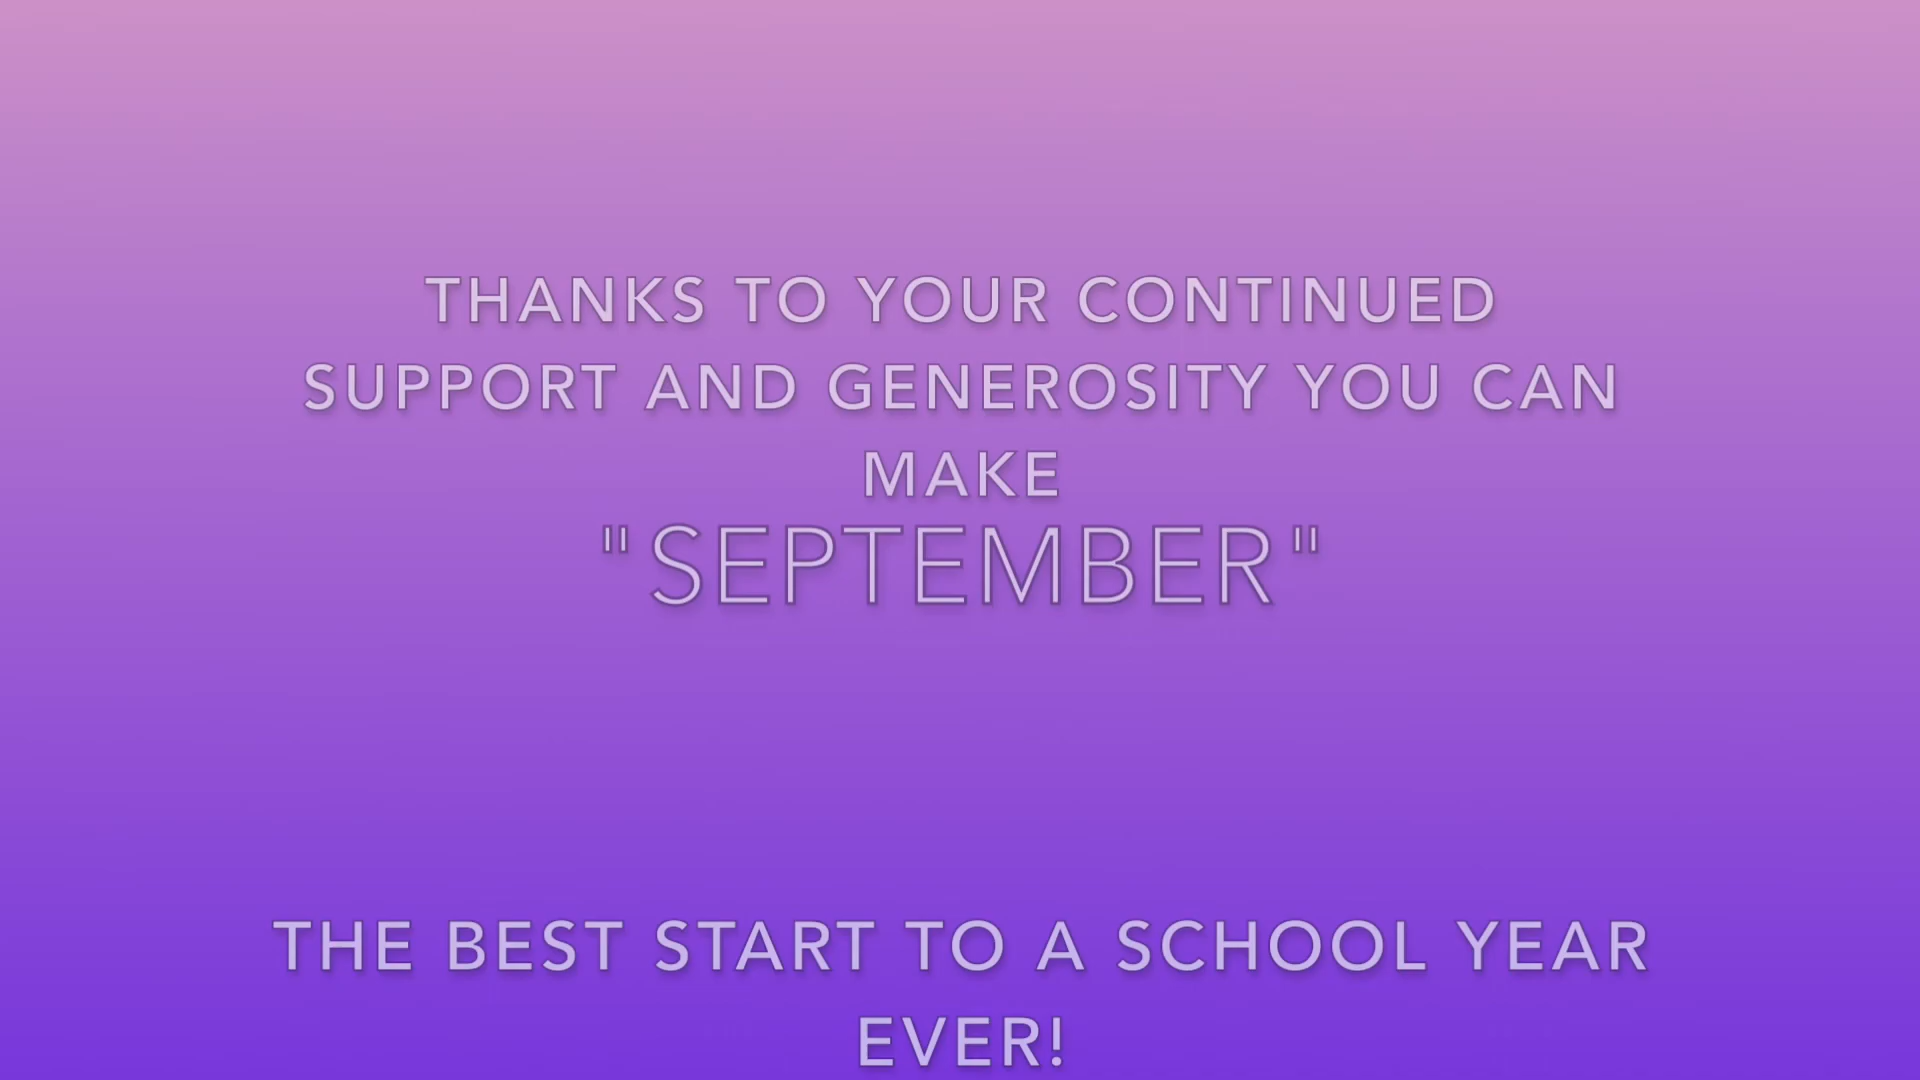 THANKS TO YOUR CONTINUED
SUPPORT AND GENEROSITY YOU CAN
MAKE
"SEPTEMBER"
THE BEST START TO A SCHOOL YEAR
EVER!